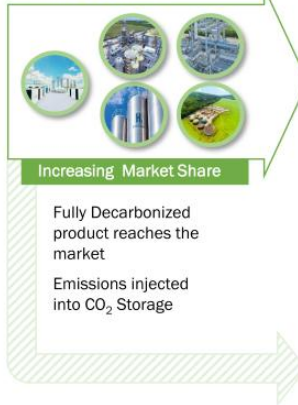 Increasing Market Share
Fully Decarbonized
product reaches the
market
Emissions injected
into CO₂ Storage